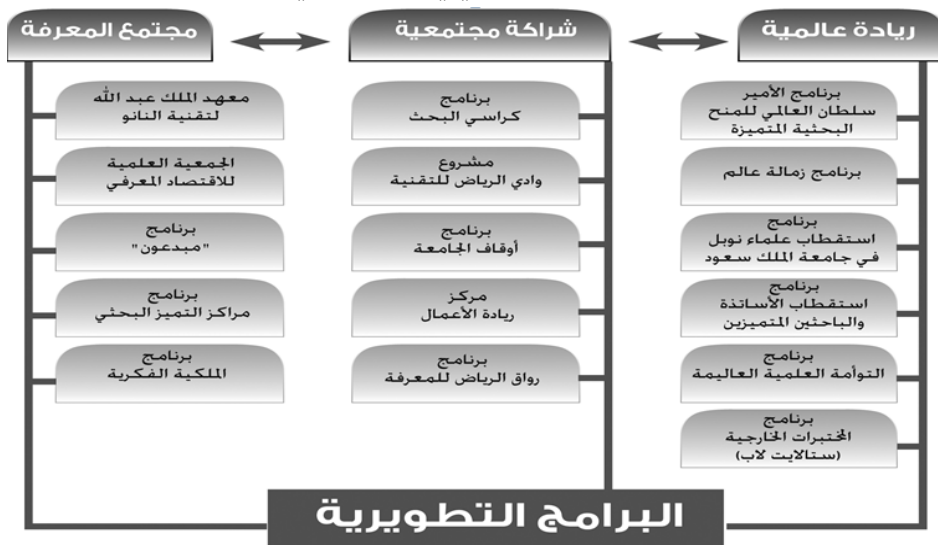 ريادة عالمية
شراكة مجتمعية
مجتمع المعرفة
برنامج الأمير
سلطان العالمي للمنح
البحثية المتميزة
برنامج زمالة عالم
برنامج
استقطاب علماء نوبل
في جامعة الملك سعود
برنامج
استقطاب الأساتذة
والباحثين المتميزين
برنامج
التوأمة العلمية العاليمة
برنامج
المختبرات الخارجية
(ستالايت لاب)
برنامج
كراسي البحث
مشروع
وادي الرياض للتقنية
برنامج
أوقاف الجامعة
مركز
ريادة الأعمال
برنامج
رواق الرياض للمعرفة
معهد الملك عبد الله
لتقنية النانو
الجمعية العلمية
للاقتصاد المعرفي
برنامج
"مبدعون"
برنامج
مراكز التميز البحثي
برنامج
الملكية الفكرية
البرامج التطويرية